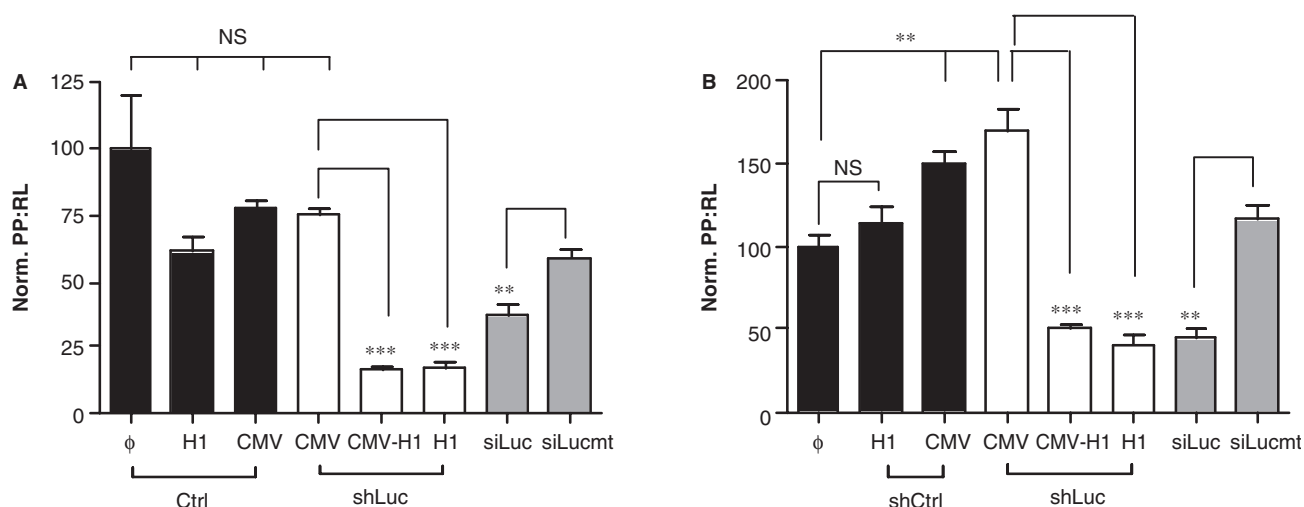 A
Norm. PP:RL
125
100
75
50
25
0
NS
***
***
**
ϕ H1 CMV CMV CMV-H1 H1 siLuc siLucmt
Ctrl shLuc
B
Norm. PP:RL
200
150
100
50
0
**
NS
***
***
**
ϕ H1 CMV CMV CMV-H1 H1 siLuc siLucmt
shCtrl shLuc